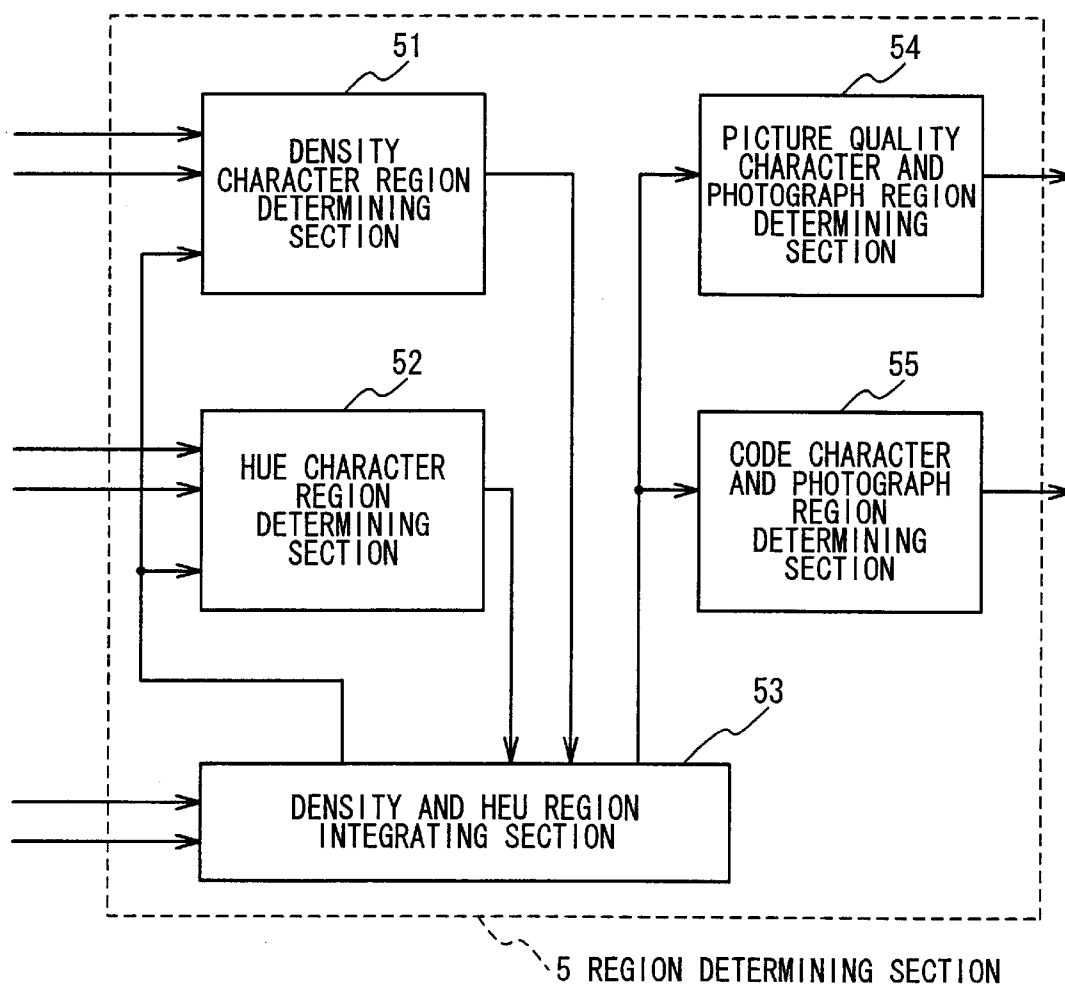 51
DENSITY
CHARACTER REGION
DETERMINING
SECTION
54
PICTURE QUALITY
CHARACTER AND
PHOTOGRAPH REGION
DETERMINING
SECTION
52
HUE CHARACTER
REGION
DETERMINING
SECTION
55
CODE CHARACTER
AND PHOTOGRAPH
REGION
DETERMINING
SECTION
53
DENSITY AND HEU REGION
INTEGRATING SECTION
5 REGION DETERMINING SECTION